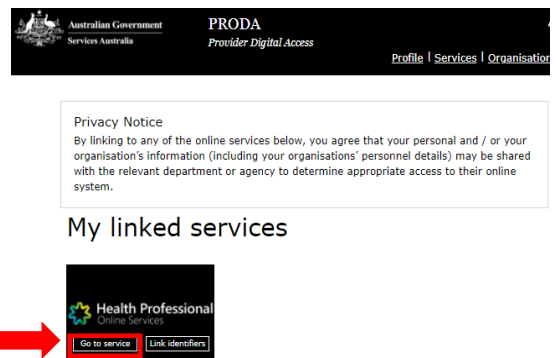 Australian Government
Services Australia
PRODA
Provider Digital Access
Profile | Services | Organisation
Privacy Notice
By linking to any of the online services below, you agree that your personal and / or your
organisation's information (including your organisations' personnel details) may be shared
with the relevant department or agency to determine appropriate access to their online
system.
My linked services
Health Professional
Online Services
Go to service
Link identifiers